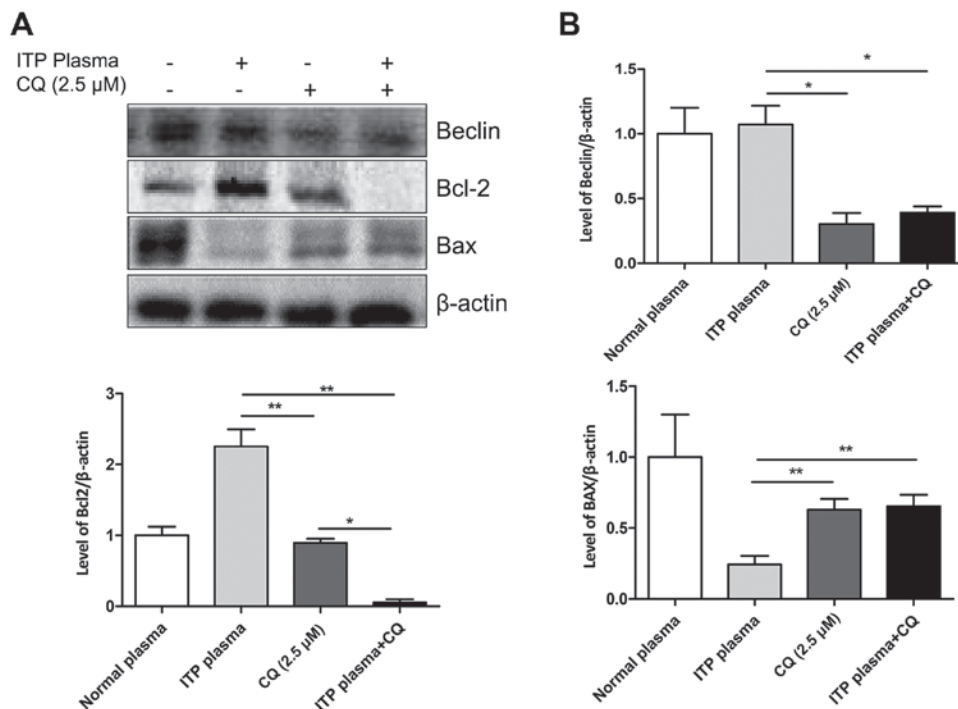 A
ITP Plasma - + - +
CQ (2.5 µM) - - + +
Beclin
Bcl-2
Bax
β-actin
B
Level of Beclin/β-actin
1.5
1.0
0.5
0.0
* *
Normal plasma
ITP plasma
CQ (2.5 µM)
ITP plasma+CQ
Level of Bcl2/β-actin
3
2
1
0
** ** *
Normal plasma
ITP plasma
CQ (2.5 µM)
ITP plasma+CQ
Level of BAX/β-actin
1.5
1.0
0.5
0.0
** **
Normal plasma
ITP plasma
CQ (2.5 µM)
ITP plasma+CQ